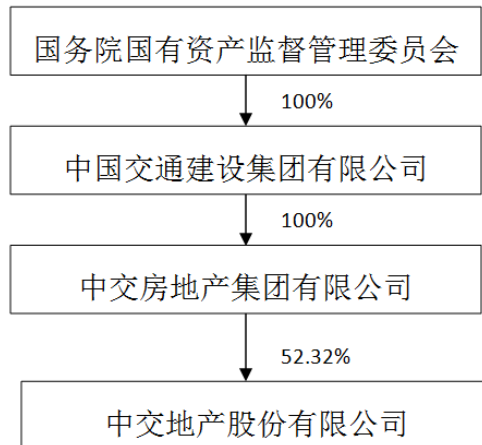 国务院国有资产监督管理委员会
100%
中国交通建设集团有限公司
100%
中交房地产集团有限公司
52.32%
中交地产股份有限公司